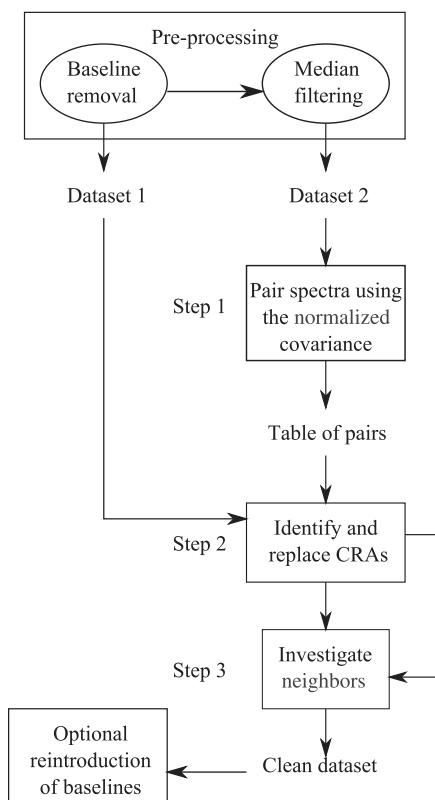 Pre-processing
Baseline
removal
Median
filtering
Dataset 1
Dataset 2
Step 1
Pair spectra using
the normalized
covariance
Table of pairs
Step 2
Identify and
replace CRAs
Step 3
Investigate
neighbors
Optional
reintroduction
of baselines
Clean dataset